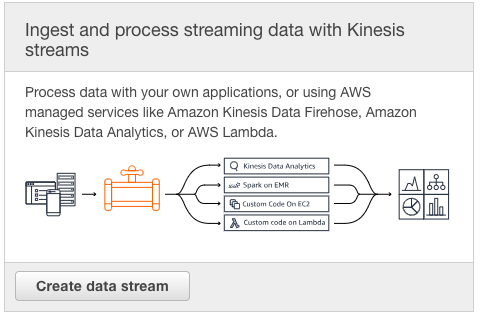 Ingest and process streaming data with Kinesis
streams
Process data with your own applications, or using AWS
managed services like Amazon Kinesis Data Firehose, Amazon
Kinesis Data Analytics, or AWS Lambda.
Kinesis Data Analytics
Spark on EMR
Custom Code On EC2
Custom code on Lambda
Create data stream